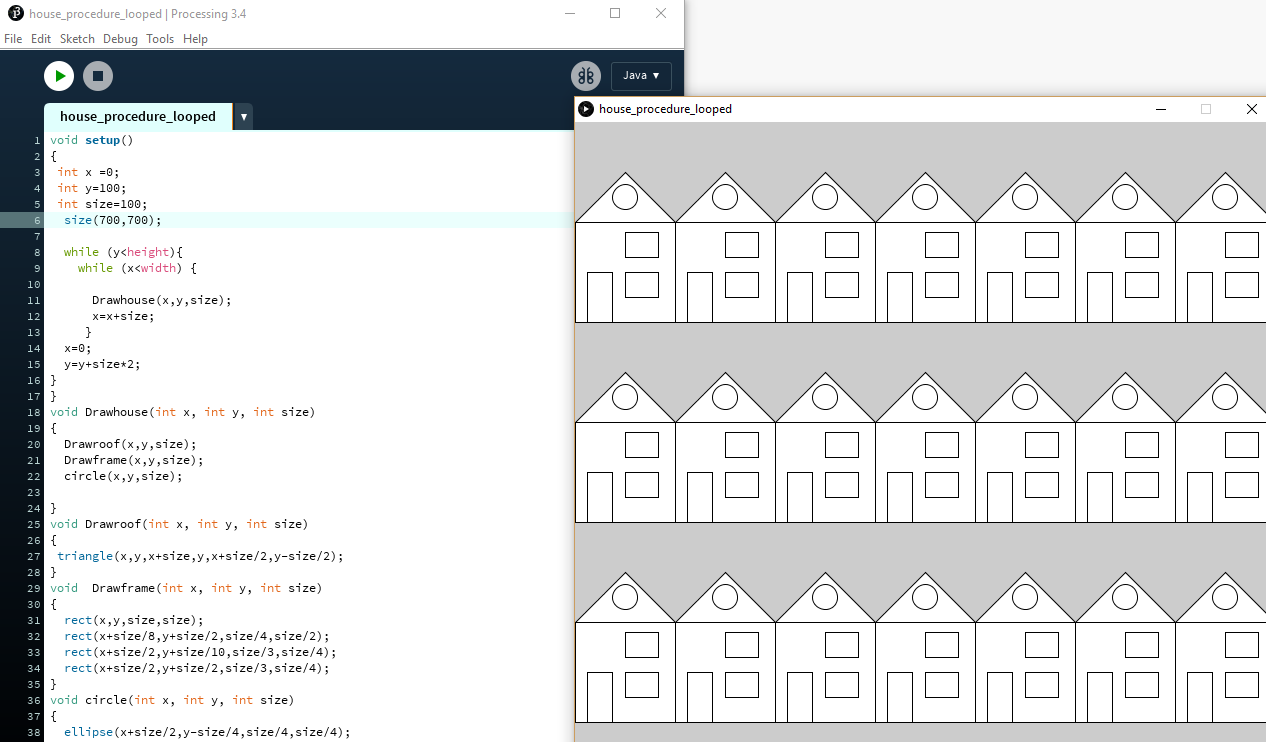 house_procedure_looped | Processing 3.4
File Edit Sketch Debug Tools Help
Java ▼
house_procedure_looped ▼
house_procedure_looped
1 void setup()
2 {
3  int x =0;
4  int y=100;
5  int size=100;
6   size(700,700);
7
8   while (y<height){
9     while (x<width) {
10
11       Drawhouse(x,y,size);
12       x=x+size;
13      }
14   x=0;
15   y=y+size*2;
16 }
17 }
18 void Drawhouse(int x, int y, int size)
19 {
20   Drawroof(x,y,size);
21   Drawframe(x,y,size);
22   circle(x,y,size);
23
24 }
25 void Drawroof(int x, int y, int size)
26 {
27  triangle(x,y,x+size,y,x+size/2,y-size/2);
28 }
29 void  Drawframe(int x, int y, int size)
30 {
31   rect(x,y,size,size);
32   rect(x+size/8,y+size/2,size/4,size/2);
33   rect(x+size/2,y+size/10,size/3,size/4);
34   rect(x+size/2,y+size/2,size/3,size/4);
35 }
36 void circle(int x, int y, int size)
37 {
38   ellipse(x+size/2,y-size/4,size/4,size/4);